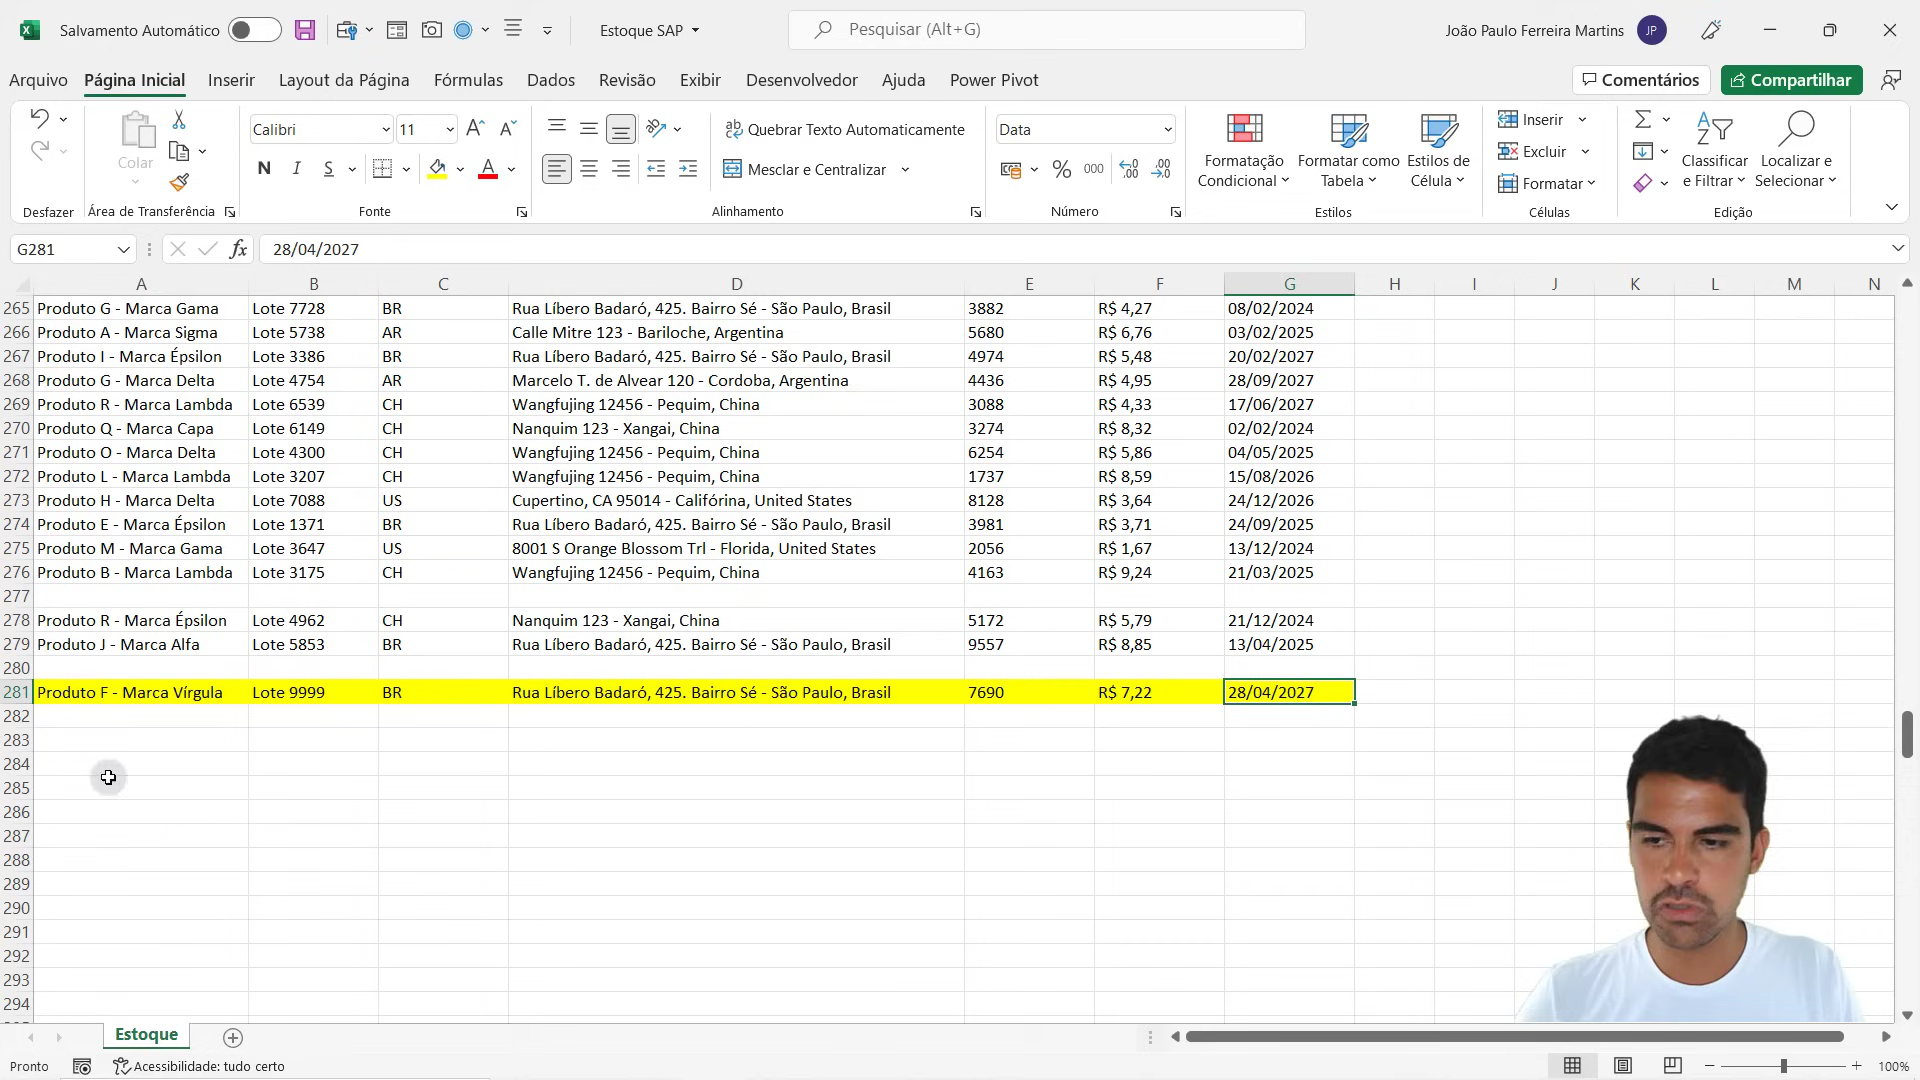 Salvamento Automático
Estoque SAP
Pesquisar (Alt+G)
João Paulo Ferreira Martins
JP
Arquivo
Página Inicial
Inserir
Layout da Página
Fórmulas
Dados
Revisão
Exibir
Desenvolvedor
Ajuda
Power Pivot
Comentários
Compartilhar
Colar
Calibri
11
N
I
S
Quebrar Texto Automaticamente
Mesclar e Centralizar
Data
%
000
Formatação Condicional
Formatar como Tabela
Estilos de Célula
Inserir
Excluir
Formatar
Classificar e Filtrar
Localizar e Selecionar
Desfazer
Área de Transferência
Fonte
Alinhamento
Número
Estilos
Células
Edição
G281
fx
28/04/2027
A B C D E F G H I J K L M N
265 Produto G - Marca Gama Lote 7728 BR Rua Líbero Badaró, 425. Bairro Sé - São Paulo, Brasil 3882 R$ 4,27 08/02/2024
266 Produto A - Marca Sigma Lote 5738 AR Calle Mitre 123 - Bariloche, Argentina 5680 R$ 6,76 03/02/2025
267 Produto I - Marca Épsilon Lote 3386 BR Rua Líbero Badaró, 425. Bairro Sé - São Paulo, Brasil 4974 R$ 5,48 20/02/2027
268 Produto G - Marca Delta Lote 4754 AR Marcelo T. de Alvear 120 - Cordoba, Argentina 4436 R$ 4,95 28/09/2027
269 Produto R - Marca Lambda Lote 6539 CH Wangfujing 12456 - Pequim, China 3088 R$ 4,33 17/06/2027
270 Produto Q - Marca Capa Lote 6149 CH Nanquim 123 - Xangai, China 3274 R$ 8,32 02/02/2024
271 Produto O - Marca Delta Lote 4300 CH Wangfujing 12456 - Pequim, China 6254 R$ 5,86 04/05/2025
272 Produto L - Marca Lambda Lote 3207 CH Wangfujing 12456 - Pequim, China 1737 R$ 8,59 15/08/2026
273 Produto H - Marca Delta Lote 7088 US Cupertino, CA 95014 - Califórina, United States 8128 R$ 3,64 24/12/2026
274 Produto E - Marca Épsilon Lote 1371 BR Rua Líbero Badaró, 425. Bairro Sé - São Paulo, Brasil 3981 R$ 3,71 24/09/2025
275 Produto M - Marca Gama Lote 3647 US 8001 S Orange Blossom Trl - Florida, United States 2056 R$ 1,67 13/12/2024
276 Produto B - Marca Lambda Lote 3175 CH Wangfujing 12456 - Pequim, China 4163 R$ 9,24 21/03/2025
277
278 Produto R - Marca Épsilon Lote 4962 CH Nanquim 123 - Xangai, China 5172 R$ 5,79 21/12/2024
279 Produto J - Marca Alfa Lote 5853 BR Rua Líbero Badaró, 425. Bairro Sé - São Paulo, Brasil 9557 R$ 8,85 13/04/2025
280
281 Produto F - Marca Vírgula Lote 9999 BR Rua Líbero Badaró, 425. Bairro Sé - São Paulo, Brasil 7690 R$ 7,22 28/04/2027
282
283
284
285
286
287
288
289
290
291
292
293
294
Estoque
Pronto
Acessibilidade: tudo certo
100%